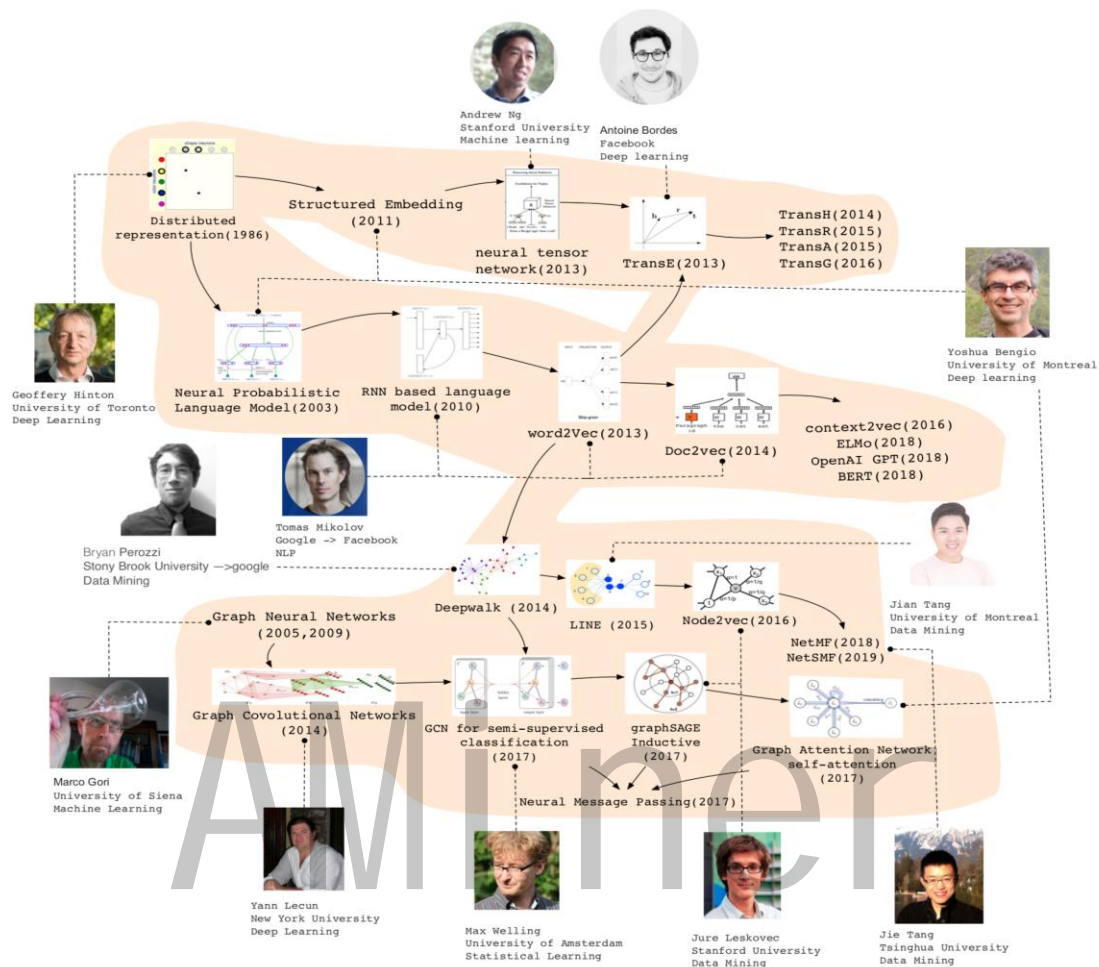 Andrew Ng
Stanford University
Machine learning
Antoine Bordes
Facebook
Deep learning
Distributed
representation(1986)
Structured Embedding
(2011)
neural tensor
network(2013)
TransE(2013)
h
r
t
TransH(2014)
TransR(2015)
TransA(2015)
TransG(2016)
Geoffery Hinton
University of Toronto
Deep Learning
Neural Probabilistic
Language Model(2003)
RNN based language
model(2010)
word2Vec(2013)
Doc2vec(2014)
context2vec(2016)
ELMo(2018)
OpenAI GPT(2018)
BERT(2018)
Yoshua Bengio
University of Montreal
Deep learning
Tomas Mikolov
Google -> Facebook
NLP
Bryan Perozzi
Stony Brook University —>google
Data Mining
Deepwalk (2014)
LINE (2015)
Node2vec(2016)
NetMF(2018)
NetSMF(2019)
Jian Tang
University of Montreal
Data Mining
Graph Neural Networks
(2005,2009)
Graph Covolutional Networks
(2014)
GCN for semi-supervised
classification
(2017)
graphSAGE
Inductive
(2017)
Graph Attention Network
self-attention
(2017)
Neural Message Passing(2017)
Marco Gori
University of Siena
Machine Learning
AMiner
Yann Lecun
New York University
Deep Learning
Max Welling
University of Amsterdam
Statistical Learning
Jure Leskovec
Stanford University
Data Mining
Jie Tang
Tsinghua University
Data Mining